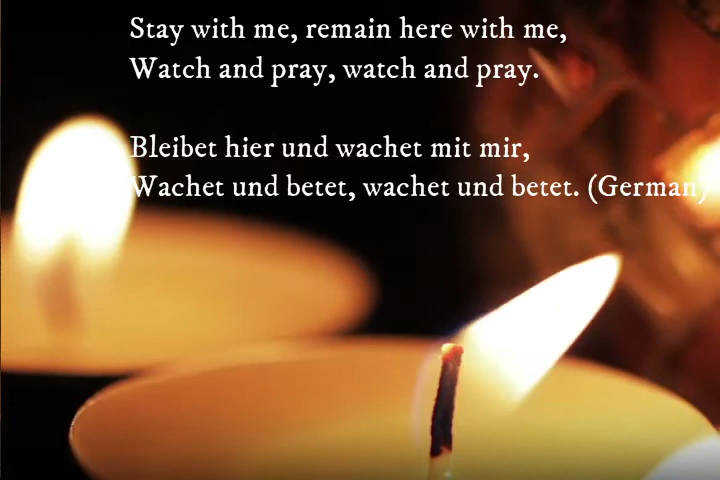 Stay with me, remain here with me,
Watch and pray, watch and pray.
Bleibet hier und wachet mit mir,
Wachet und betet, wachet und betet. (German)